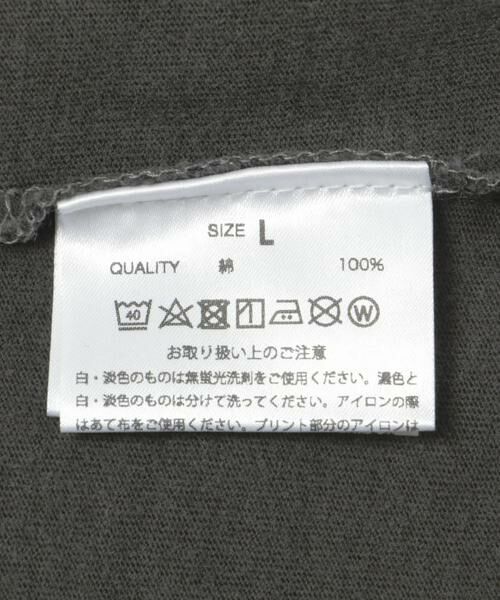 SIZE L
QUALITY 綿 100%
40 W
お取り扱い上のご注意
白・淡色のものは無蛍光洗剤をご使用ください。濃色と
白・淡色のものは分けて洗ってください。アイロンの際
はあて布をご使用ください。プリント部分のアイロンは